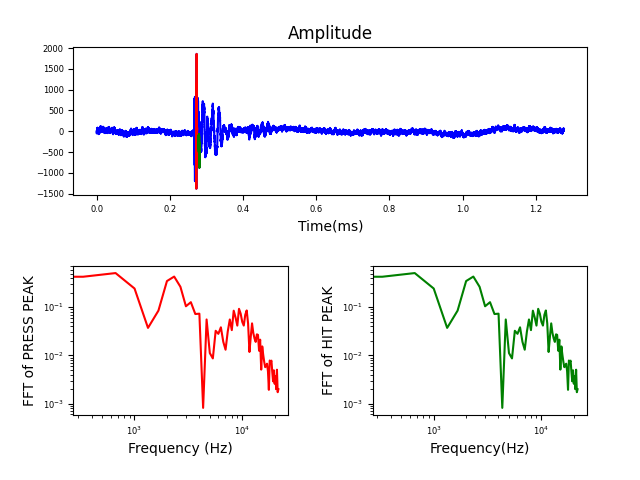 Amplitude
2000
1500
1000
500
0
−500
−1000
−1500
0.0 0.2 0.4 0.6 0.8 1.0 1.2
Time(ms)
FFT of PRESS PEAK
10⁻¹
10⁻²
10⁻³
10³ 10⁴
Frequency (Hz)
FFT of HIT PEAK
10⁻¹
10⁻²
10⁻³
10³ 10⁴
Frequency(Hz)